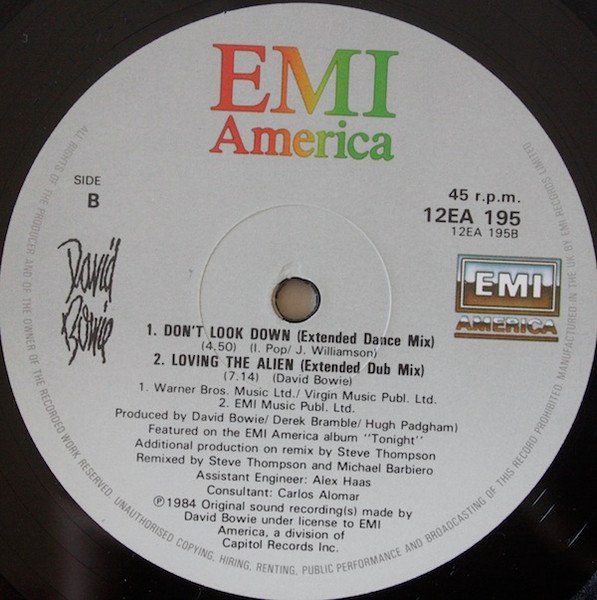 EMI
America
SIDE
B
45 r.p.m.
12EA 195
12EA 195B
David
Bowie
EMI
AMERICA
1. DON'T LOOK DOWN (Extended Dance Mix)
(4.50) (I. Pop/ J. Williamson)
2. LOVING THE ALIEN (Extended Dub Mix)
(7.14) (David Bowie)
1. Warner Bros. Music Ltd./ Virgin Music Publ. Ltd.
2. EMI Music Publ. Ltd.
Produced by David Bowie/ Derek Bramble/ Hugh Padgham)
Featured on the EMI America album ''Tonight''
Additional production on remix by Steve Thompson
Remixed by Steve Thompson and Michael Barbiero
Assistant Engineer: Alex Haas
Consultant: Carlos Alomar
Ⓟ1984 Original sound recording(s) made by
David Bowie under license to EMI
America, a division of
Capitol Records Inc.
ALL RIGHTS OF THE PRODUCER AND OF THE OWNER OF THE RECORDED WORK RESERVED. UNAUTHORISED COPYING, HIRING, RENTING, PUBLIC PERFORMANCE AND BROADCASTING OF THIS RECORD PROHIBITED. MANUFACTURED IN THE UK BY EMI RECORDS LIMITED